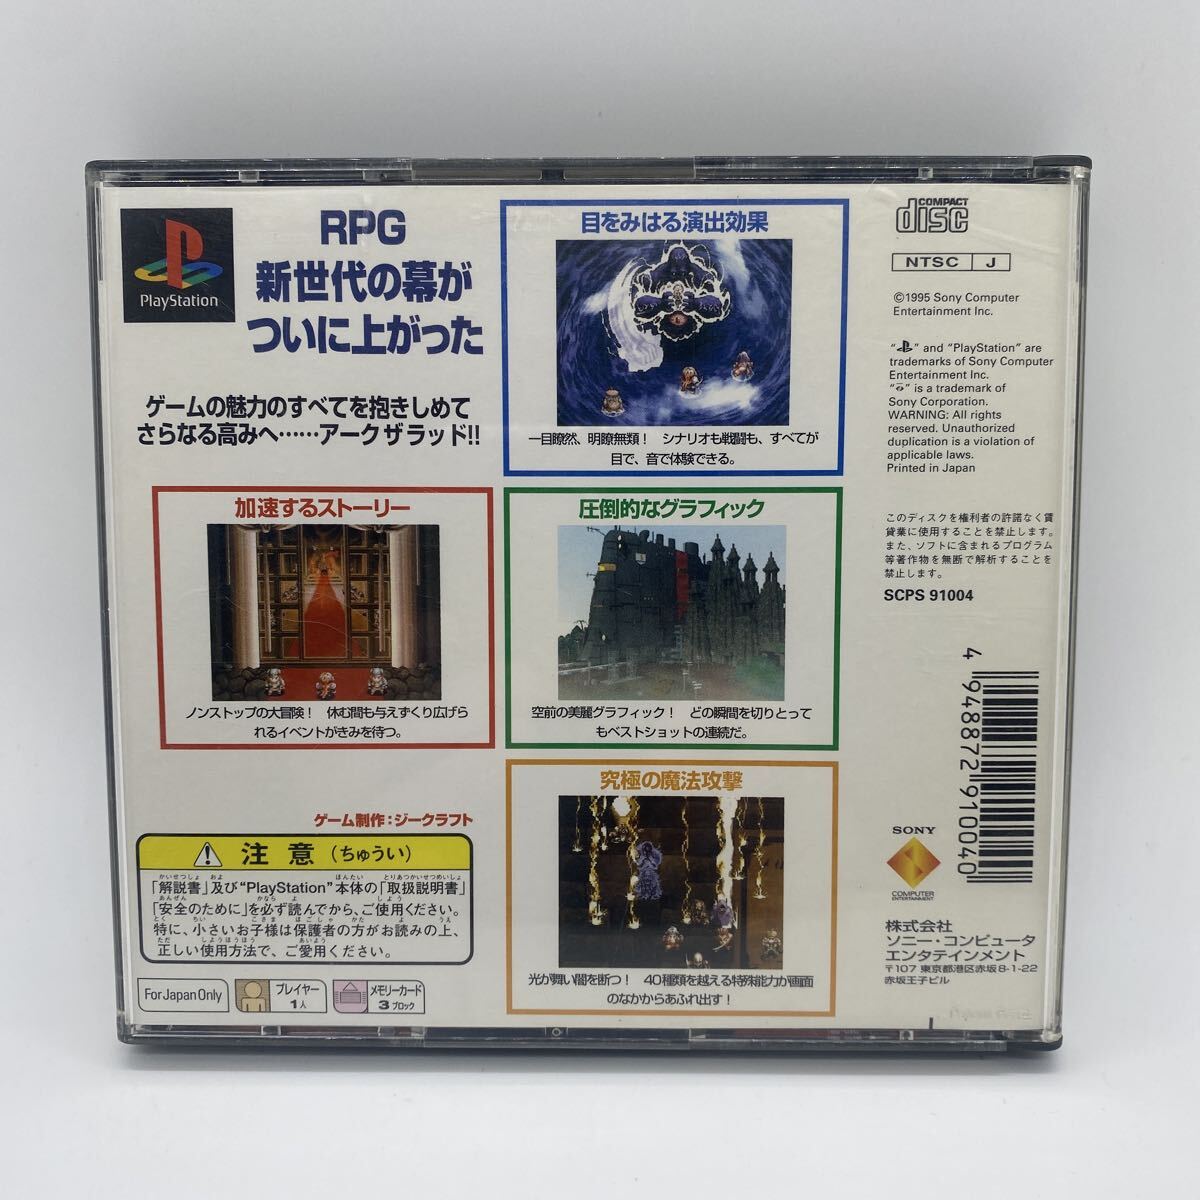 PlayStation
RPG
新世代の幕が
ついに上がった
ゲームの魅力のすべてを抱きしめて
さらなる高みへ……アークザラッド!!
目をみはる演出効果
一目瞭然、明瞭無類！ シナリオも戦闘も、すべてが
目で、音で体験できる。
加速するストーリー
ノンストップの大冒険！ 休む間も与えずくり広げら
れるイベントがきみを待つ。
圧倒的なグラフィック
空前の美麗グラフィック！ どの瞬間を切りとって
もベストショットの連続だ。
究極の魔法攻撃
光が舞い闇を断つ！ 40種類を越える特殊能力が画面
のなかからあふれ出す！
ゲーム制作：ジークラフト
注意（ちゅうい）
「解説書」及び“PlayStation”本体の「取扱説明書」
「安全のために」を必ず読んでから、ご使用ください。
特に、小さいお子様は保護者の方がお読みの上、
正しい使用方法で、ご愛用ください。
For Japan Only
プレイヤー
1人
メモリーカード
3ブロック
COMPACT
disc
NTSC J
©1995 Sony Computer
Entertainment Inc.
“ ” and “PlayStation” are
trademarks of Sony Computer
Entertainment Inc.
“ ” is a trademark of
Sony Corporation.
WARNING: All rights
reserved. Unauthorized
duplication is a violation of
applicable laws.
Printed in Japan
このディスクを権利者の許諾なく賃
貸業に使用することを禁止します。
また、ソフトに含まれるプログラム
等著作物を無断で解析することを
禁止します。
SCPS 91004
4 948872 910040
SONY
COMPUTER
ENTERTAINMENT
株式会社
ソニー・コンピュータ
エンタテインメント
〒107 東京都港区赤坂8-1-22
赤坂王子ビル